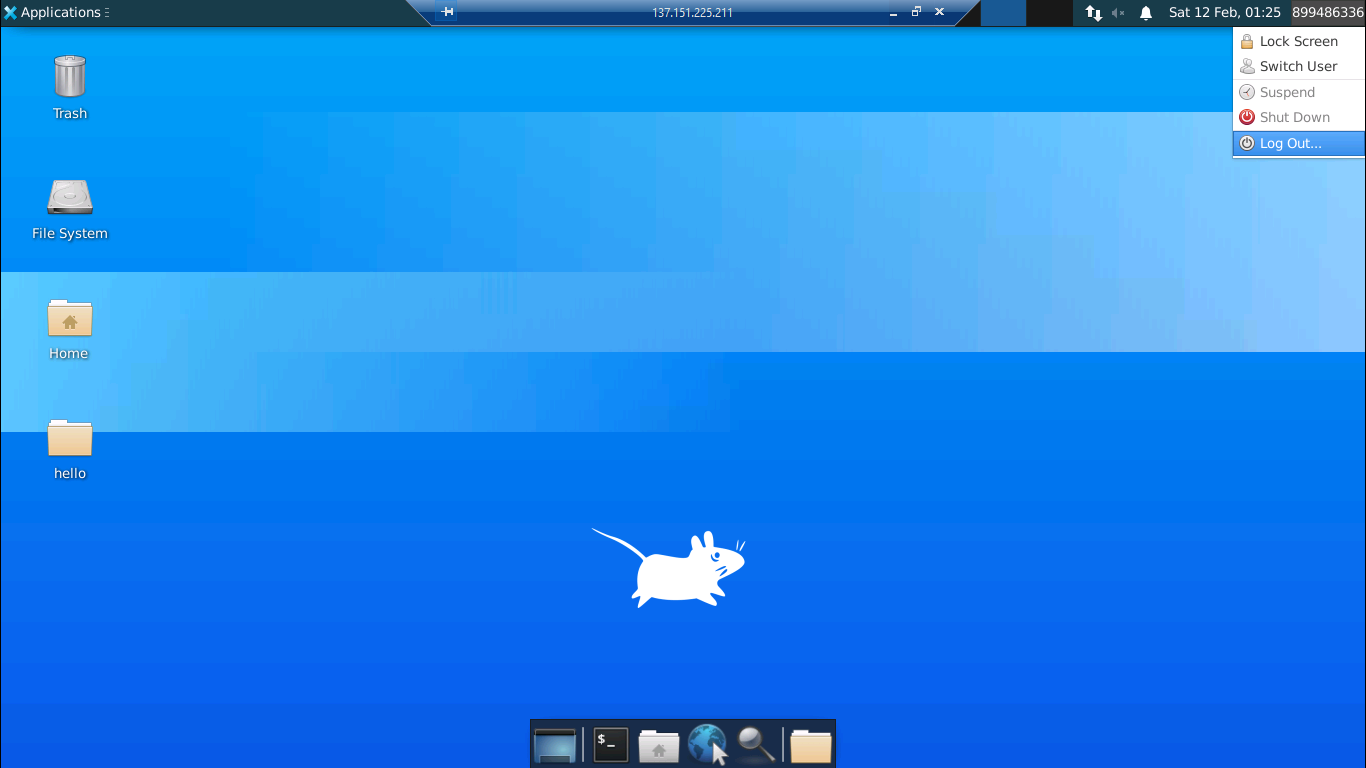 Applications
137.151.225.211
Sat 12 Feb, 01:25
899486336
Lock Screen
Switch User
Suspend
Shut Down
Log Out...
Trash
File System
Home
hello
$_